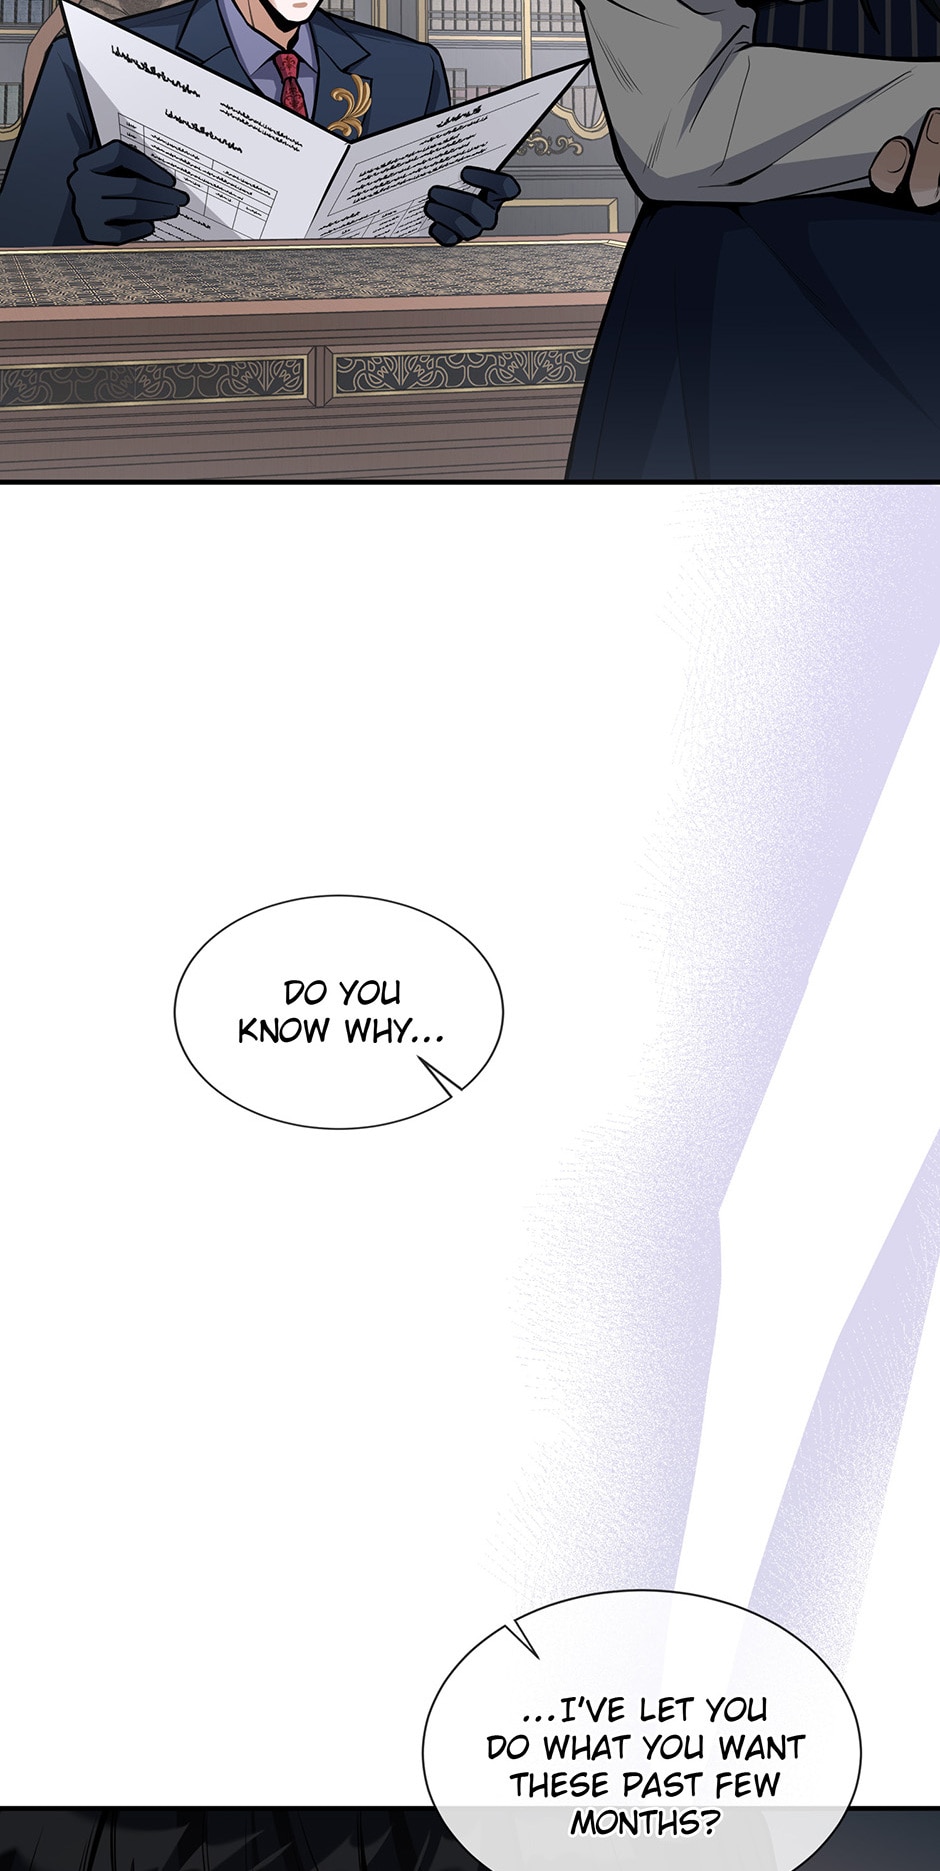 DO YOU
KNOW WHY...
...I'VE LET YOU
DO WHAT YOU WANT
THESE PAST FEW
MONTHS?